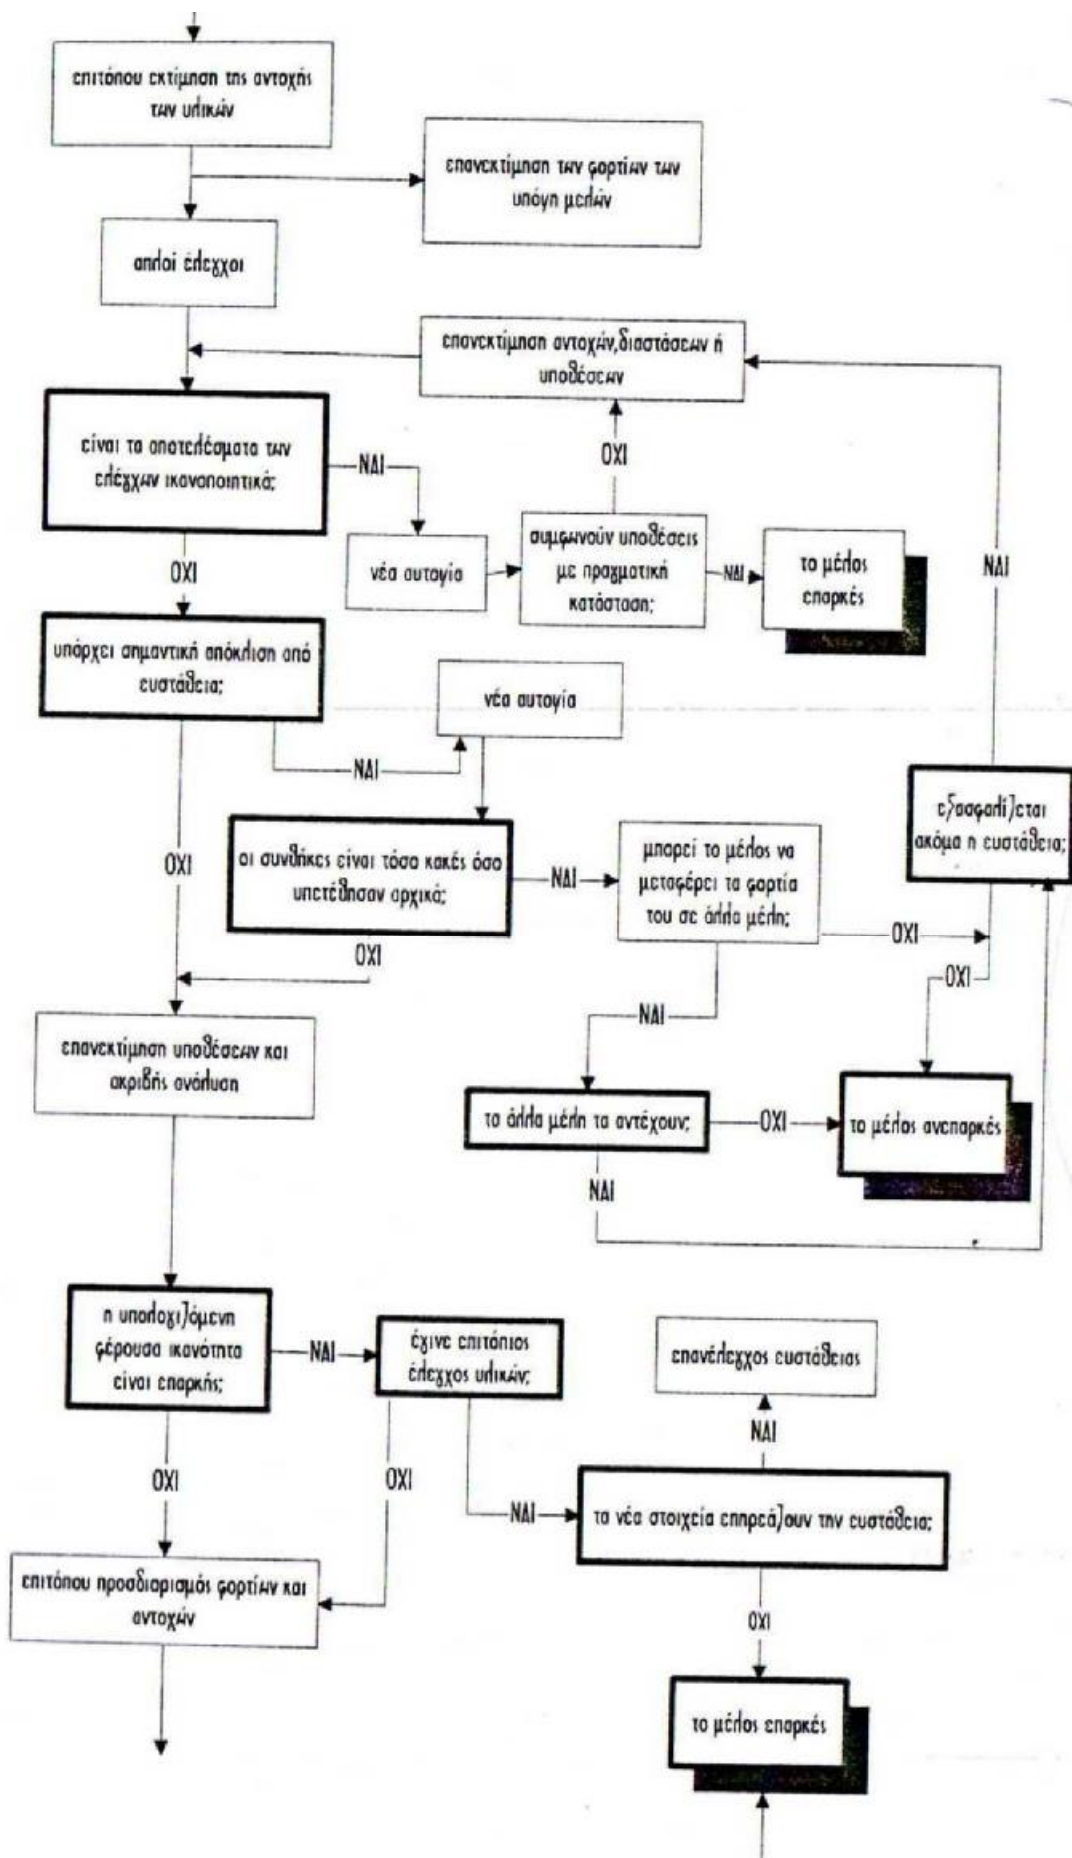 επιτόπου εκτίμηση της αντοχής
των υλικών
επανεκτίμηση των φορτίων των
υπόψη μελών
απλοί έλεγχοι
επανεκτίμηση αντοχών,διαστάσεων ή
υποθέσεων
είναι τα αποτελέσματα των
ελέγχων ικανοποιητικά;
ΝΑΙ
ΟΧΙ
ΟΧΙ
νέα αυτοψία
συμφωνούν υποθέσεις
με πραγματική
κατάσταση;
ΝΑΙ
το μέλος
επαρκές
ΝΑΙ
υπάρχει σημαντική απόκλιση από
ευστάθεια;
νέα αυτοψία
ΝΑΙ
ΟΧΙ
εξασφαλίζεται
ακόμα η ευστάθεια;
οι συνθήκες είναι τόσο κακές όσο
υπετέθησαν αρχικά;
ΝΑΙ
μπορεί το μέλος να
μεταφέρει τα φορτία
του σε άλλα μέλη;
ΟΧΙ
ΟΧΙ
ΟΧΙ
ΝΑΙ
επανεκτίμηση υποθέσεων και
ακριβής ανάλυση
τα άλλα μέλη τα αντέχουν;
ΟΧΙ
το μέλος ανεπαρκές
ΝΑΙ
η υπολογιζόμενη
φέρουσα ικανότητα
είναι επαρκής;
ΝΑΙ
έγινε επιτόπιος
έλεγχος υλικών;
επανέλεγχος ευστάθειας
ΝΑΙ
ΟΧΙ
ΟΧΙ
ΝΑΙ
τα νέα στοιχεία επηρεάζουν την ευστάθεια;
επιτόπου προσδιορισμός φορτίων και
αντοχών
ΟΧΙ
το μέλος επαρκές